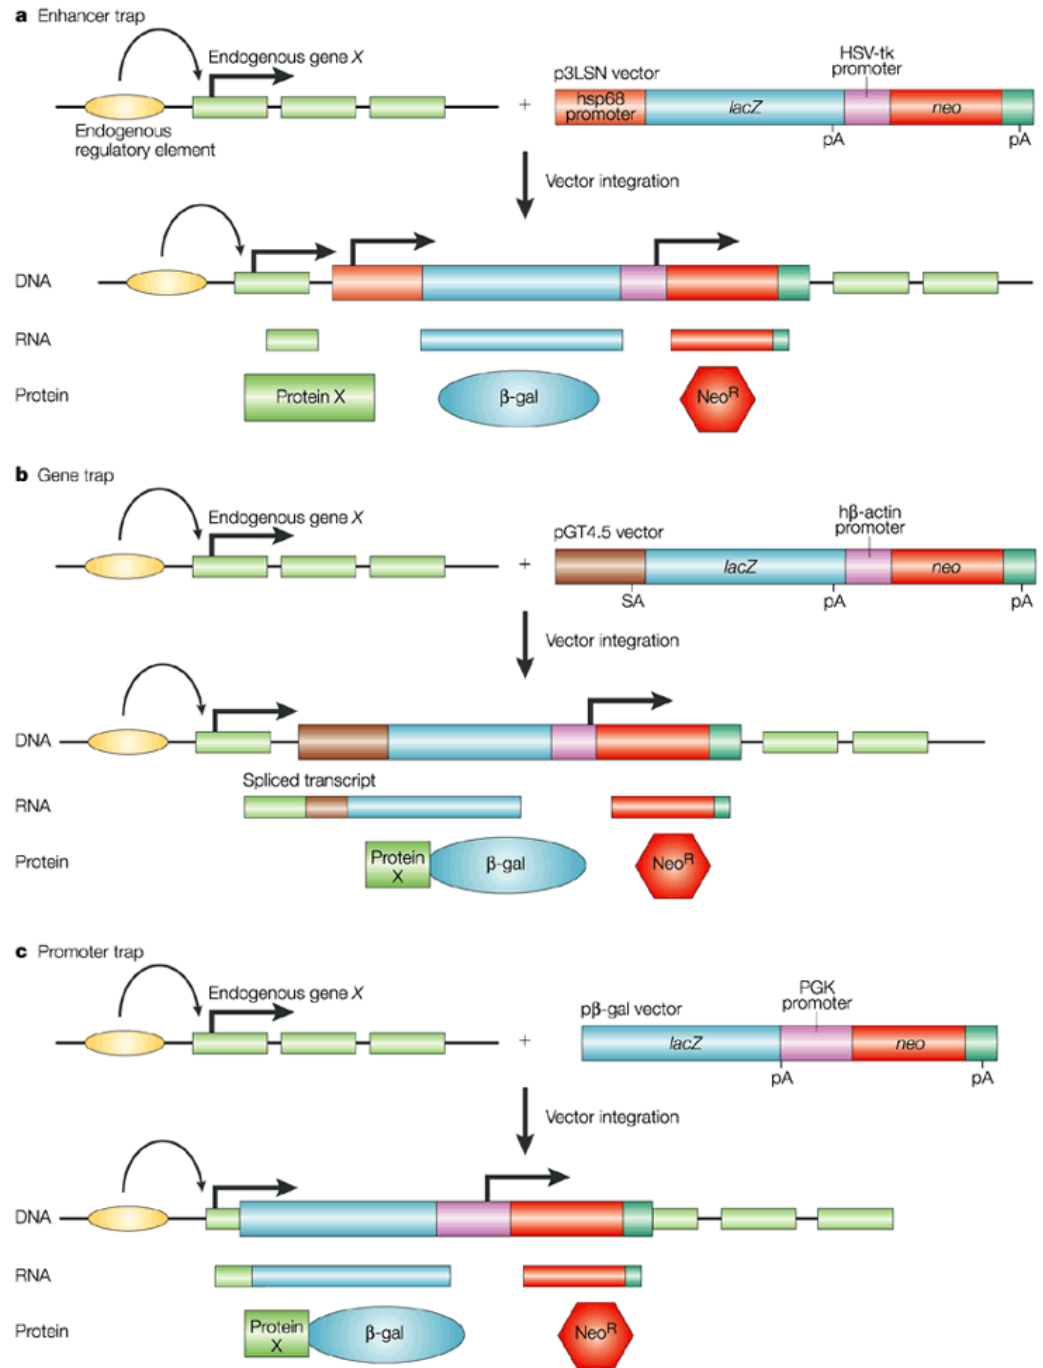 a Enhancer trap
Endogenous gene X
Endogenous
regulatory element
+
p3LSN vector
HSV-tk
promoter
hsp68
promoter
lacZ
neo
pA
pA
Vector integration
DNA
RNA
Protein
Protein X
β-gal
NeoR
b Gene trap
Endogenous gene X
+
pGT4.5 vector
hβ-actin
promoter
lacZ
neo
SA
pA
pA
Vector integration
DNA
Spliced transcript
RNA
Protein
Protein
X
β-gal
NeoR
c Promoter trap
Endogenous gene X
+
pβ-gal vector
PGK
promoter
lacZ
neo
pA
pA
Vector integration
DNA
RNA
Protein
Protein
X
β-gal
NeoR